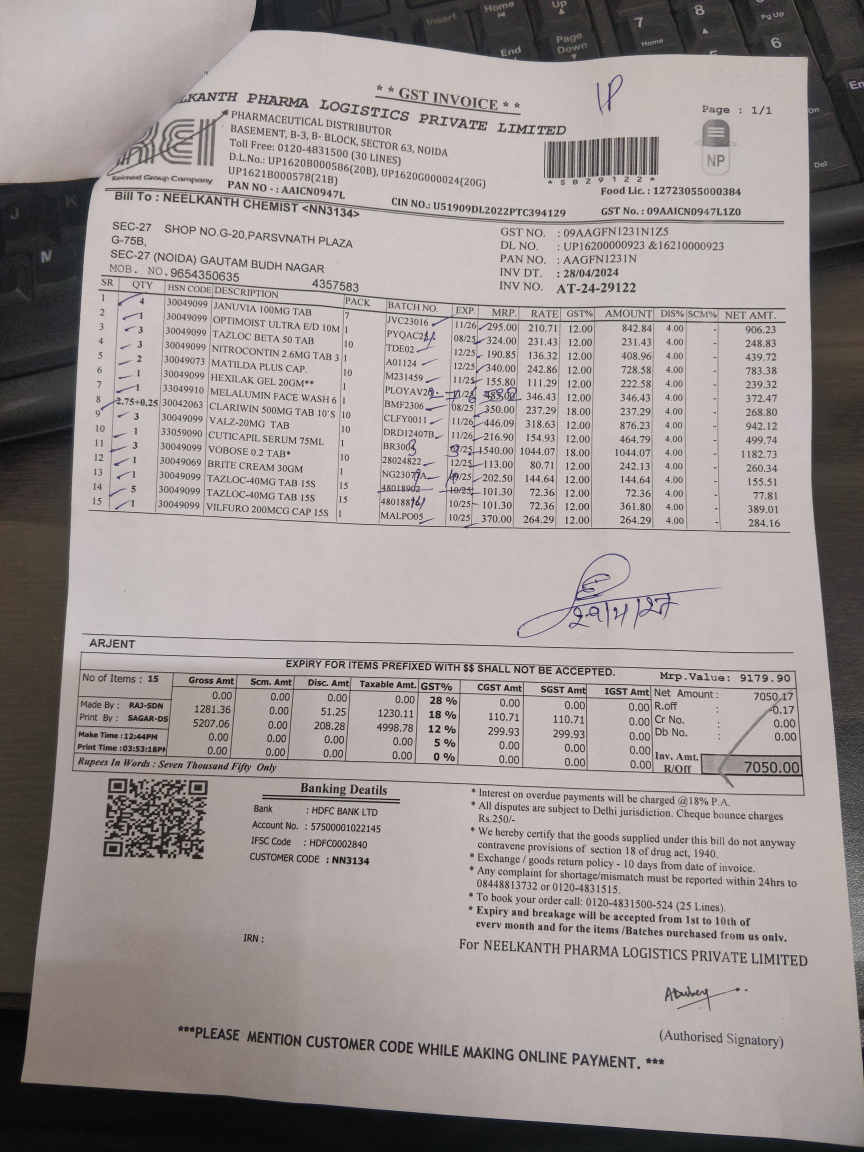 ** GST INVOICE **
Page : 1/1
LKANTH PHARMA LOGISTICS PRIVATE LIMITED
PHARMACEUTICAL DISTRIBUTOR
BASEMENT, B-3, B- BLOCK, SECTOR 63, NOIDA
Toll Free: 0120-4831500 (30 LINES)
D.L.No.: UP1620B000586(20B), UP1620G000024(20G)
UP1621B000578(21B)
PAN NO - : AAICN0947L
Keimed Group Company
NP
*SB29122*
Food Lic. : 12723055000384
CIN NO.: U51909DL2022PTC394129
GST No. : 09AAICN0947L1Z0
Bill To : NEELKANTH CHEMIST <NN3134>
SEC-27 SHOP NO.G-20,PARSVNATH PLAZA
G-75B,
SEC-27 (NOIDA) GAUTAM BUDH NAGAR
MOB. NO.9654350635 4357583
GST NO. : 09AAGFN1231N1Z5
DL NO. : UP16200000923 &16210000923
PAN NO. : AAGFN1231N
INV DT. : 28/04/2024
INV NO. AT-24-29122
SR QTY HSN CODE DESCRIPTION PACK BATCH NO. EXP. MRP. RATE GST% AMOUNT DIS% SCM% NET AMT.
1 4 30049099 JANUVIA 100MG TAB 7 JVC23016 11/26 295.00 210.71 12.00 842.84 4.00 - 906.23
2 1 30049099 OPTIMOIST ULTRA E/D 10M 1 08/25 324.00 231.43 12.00 231.43 4.00 - 248.83
3 3 30049099 TAZLOC BETA 50 TAB 10 TDE02 12/25 190.85 136.32 12.00 408.96 4.00 - 439.72
4 3 30049099 NITROCONTIN 2.6MG TAB 3 1 A01124 12/25 340.00 242.86 12.00 728.58 4.00 - 783.38
5 2 30049073 MATILDA PLUS CAP. 10 M231459 11/25 155.80 111.29 12.00 222.58 4.00 - 239.32
6 1 30049099 HEXILAK GEL 20GM** 1 346.43 12.00 346.43 4.00 - 372.47
7 1 33049910 MELALUMIN FACE WASH 6 1 BMF2306 08/25 350.00 237.29 18.00 237.29 4.00 - 268.80
8 2.75+0.25 30042063 CLARIWIN 500MG TAB 10'S 10 CLFY0011 11/26 446.09 318.63 12.00 876.23 4.00 - 942.12
9 3 30049099 VALZ-20MG TAB 10 DRD12407B 11/26 216.90 154.93 12.00 464.79 4.00 - 499.74
10 1 33059090 CUTICAPIL SERUM 75ML 1 1540.00 1044.07 18.00 1044.07 4.00 - 1182.73
11 3 30049099 VOBOSE 0.2 TAB* 10 28024822 12/25 113.00 80.71 12.00 242.13 4.00 - 260.34
12 1 30049069 BRITE CREAM 30GM 1 202.50 144.64 12.00 144.64 4.00 - 155.51
13 1 30049099 TAZLOC-40MG TAB 15S 15 48018902 10/25 101.30 72.36 12.00 72.36 4.00 - 77.81
14 5 30049099 TAZLOC-40MG TAB 15S 15 10/25 101.30 72.36 12.00 361.80 4.00 - 389.01
15 1 30049099 VILFURO 200MCG CAP 15S 1 MALPO05 10/25 370.00 264.29 12.00 264.29 4.00 - 284.16
ARJENT
EXPIRY FOR ITEMS PREFIXED WITH $$ SHALL NOT BE ACCEPTED.
Mrp.Value: 9179.90
No of Items : 15
Made By : RAJ-SDN
Print By : SAGAR-DS
Make Time :12:44PM
Print Time :03:53:18PM
Gross Amt Scm. Amt Disc. Amt Taxable Amt. GST% CGST Amt SGST Amt IGST Amt
0.00 0.00 0.00 0.00 28 % 0.00 0.00 0.00
1281.36 0.00 51.25 1230.11 18 % 110.71 110.71 0.00
5207.06 0.00 208.28 4998.78 12 % 299.93 299.93 0.00
0.00 0.00 0.00 0.00 5 % 0.00 0.00 0.00
0.00 0.00 0.00 0.00 0 % 0.00 0.00 0.00
Net Amount : 7050.17
R.off : -0.17
Cr No. : 0.00
Db No. : 0.00
Inv. Amt.
R/Off 7050.00
Rupees In Words : Seven Thousand Fifty Only
Banking Deatils
Bank : HDFC BANK LTD
Account No. : 57500001022145
IFSC Code : HDFC0002840
CUSTOMER CODE : NN3134
IRN :
* Interest on overdue payments will be charged @18% P.A.
* All disputes are subject to Delhi jurisdiction. Cheque bounce charges
Rs.250/-
* We hereby certify that the goods supplied under this bill do not anyway
contravene provisions of section 18 of drug act, 1940.
* Exchange / goods return policy - 10 days from date of invoice.
* Any complaint for shortage/mismatch must be reported within 24hrs to
08448813732 or 0120-4831515.
* To book your order call: 0120-4831500-524 (25 Lines).
* Expiry and breakage will be accepted from 1st to 10th of
every month and for the items /Batches purchased from us only.
For NEELKANTH PHARMA LOGISTICS PRIVATE LIMITED
(Authorised Signatory)
***PLEASE MENTION CUSTOMER CODE WHILE MAKING ONLINE PAYMENT. ***